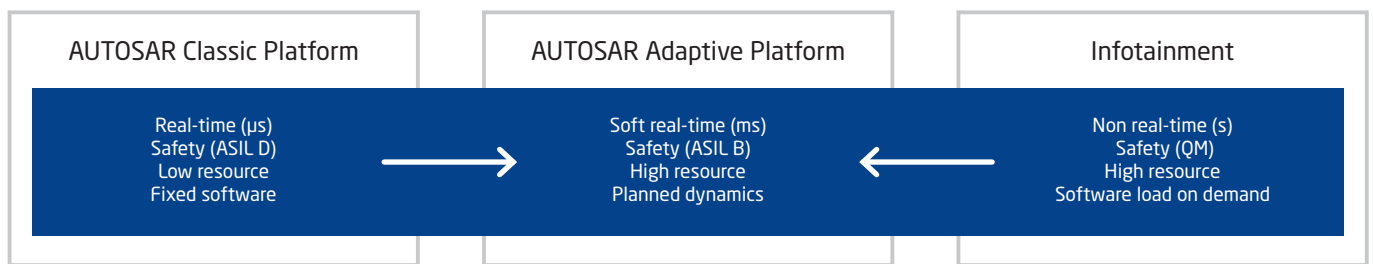 AUTOSAR Classic Platform
Real-time (µs)
Safety (ASIL D)
Low resource
Fixed software
AUTOSAR Adaptive Platform
Soft real-time (ms)
Safety (ASIL B)
High resource
Planned dynamics
Infotainment
Non real-time (s)
Safety (QM)
High resource
Software load on demand